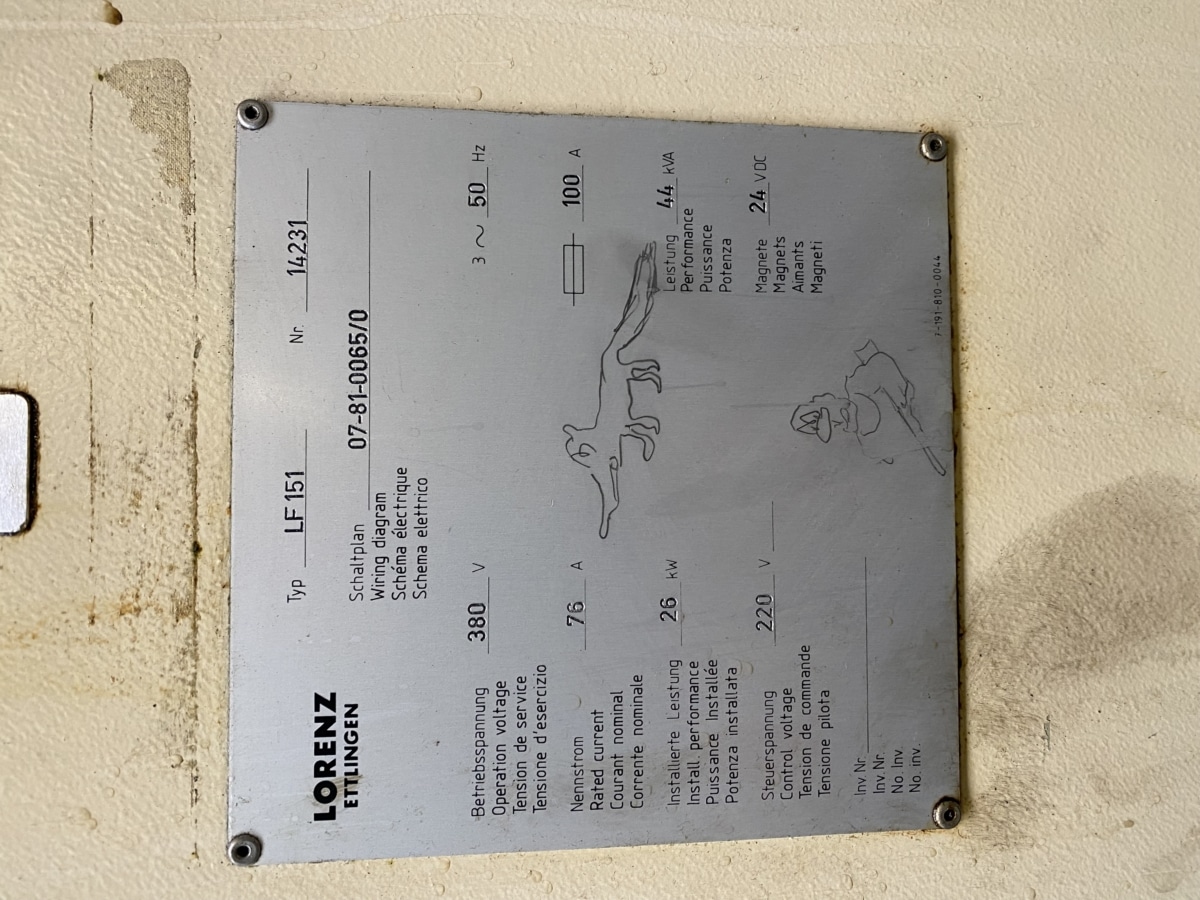 LORENZ
ETTLINGEN
Typ LF 151 Nr. 14231
Schaltplan 07-81-0065/0
Wiring diagram
Schéma électrique
Schema elettrico
Betriebsspannung 380 V 3 ~ 50 Hz
Operation voltage
Tension de service
Tensione d'esercizio
Nennstrom 76 A 100 A
Rated current
Courant nominal
Corrente nominale
Installierte Leistung 26 kW Leistung 44 kVA
Install. performance Performance
Puissance Installée Puissance
Potenza installata Potenza
Steuerspannung 220 V Magnete 24 VDC
Control voltage Magnets
Tension de commande Aimants
Tensione pilota Magneti
Inv Nr.
Inv. Nr.
No. Inv.
No. inv. 7-191-810-0044